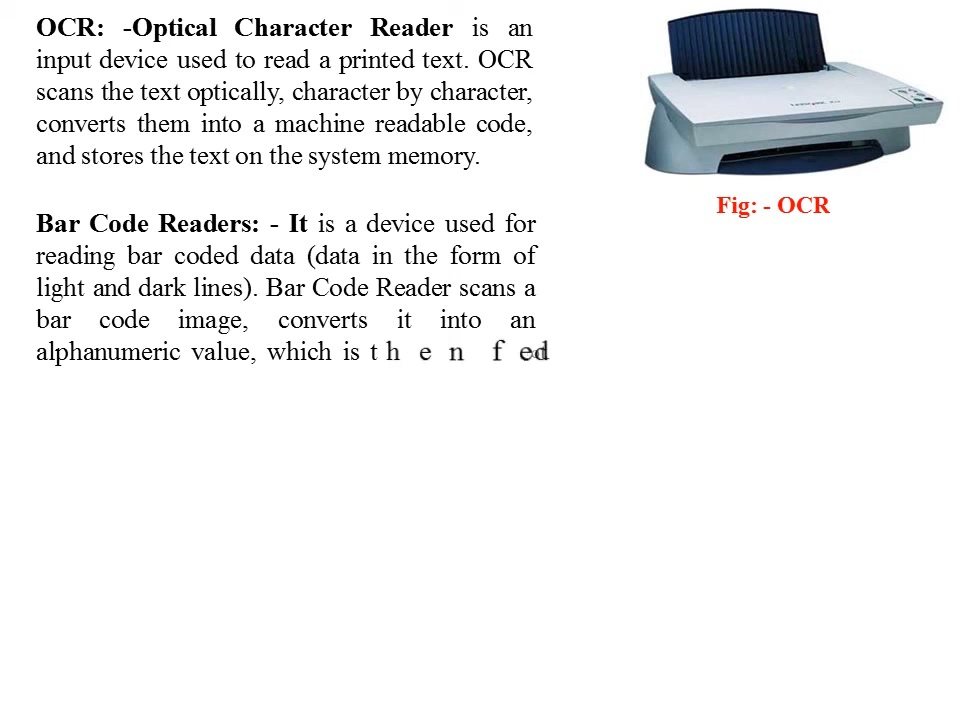 OCR: -Optical Character Reader is an
input device used to read a printed text. OCR
scans the text optically, character by character,
converts them into a machine readable code,
and stores the text on the system memory.
Fig: - OCR
Bar Code Readers: - It is a device used for
reading bar coded data (data in the form of
light and dark lines). Bar Code Reader scans a
bar code image, converts it into an
alphanumeric value, which is then fed